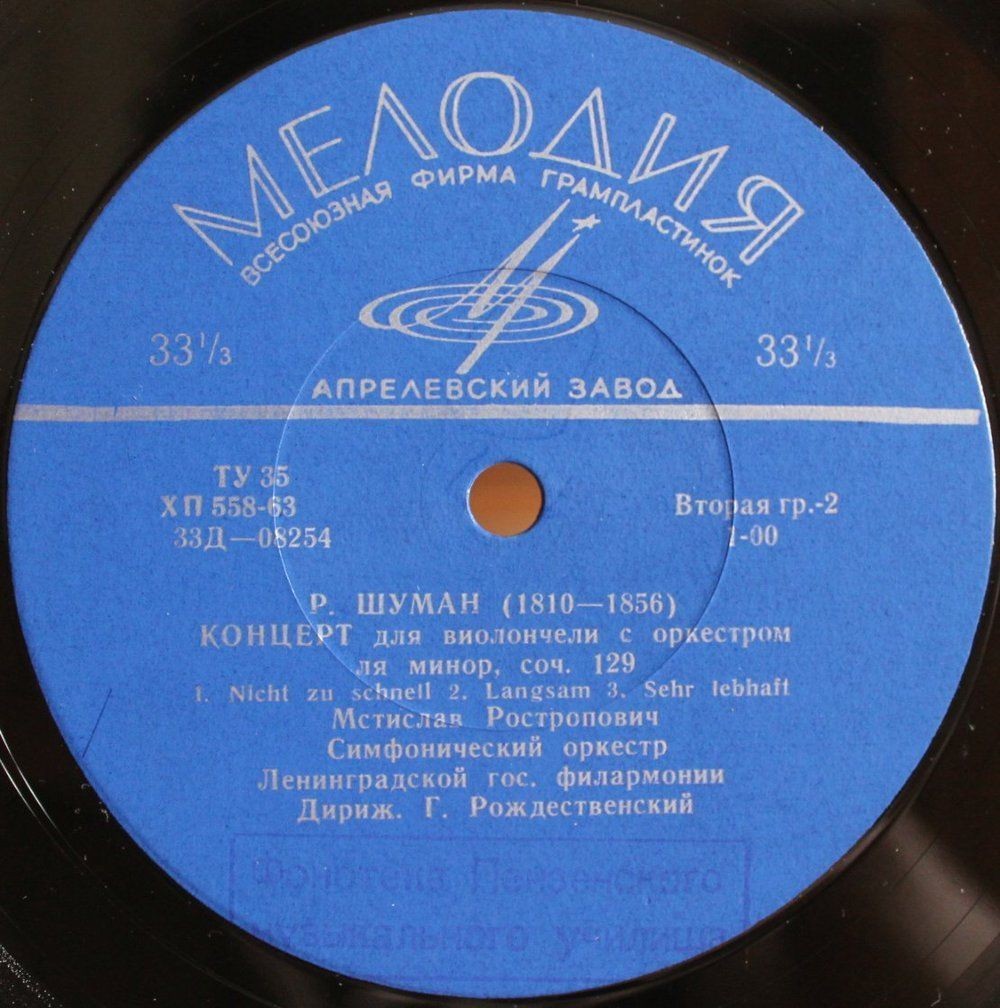 МЕЛОДИЯ
ВСЕСОЮЗНАЯ ФИРМА ГРАМПЛАСТИНОК
33 1/3
33 1/3
АПРЕЛЕВСКИЙ ЗАВОД
ТУ 35
ХП 558-63
33Д—08254
Вторая гр.-2
1-00
Р. ШУМАН (1810—1856)
КОНЦЕРТ для виолончели с оркестром
ля минор, соч. 129
1. Nicht zu schnell 2. Langsam 3. Sehr lebhaft
Мстислав Ростропович
Симфонический оркестр
Ленинградской гос. филармонии
Дириж. Г. Рождественский
Фонотека Пензенского
музыкального училища